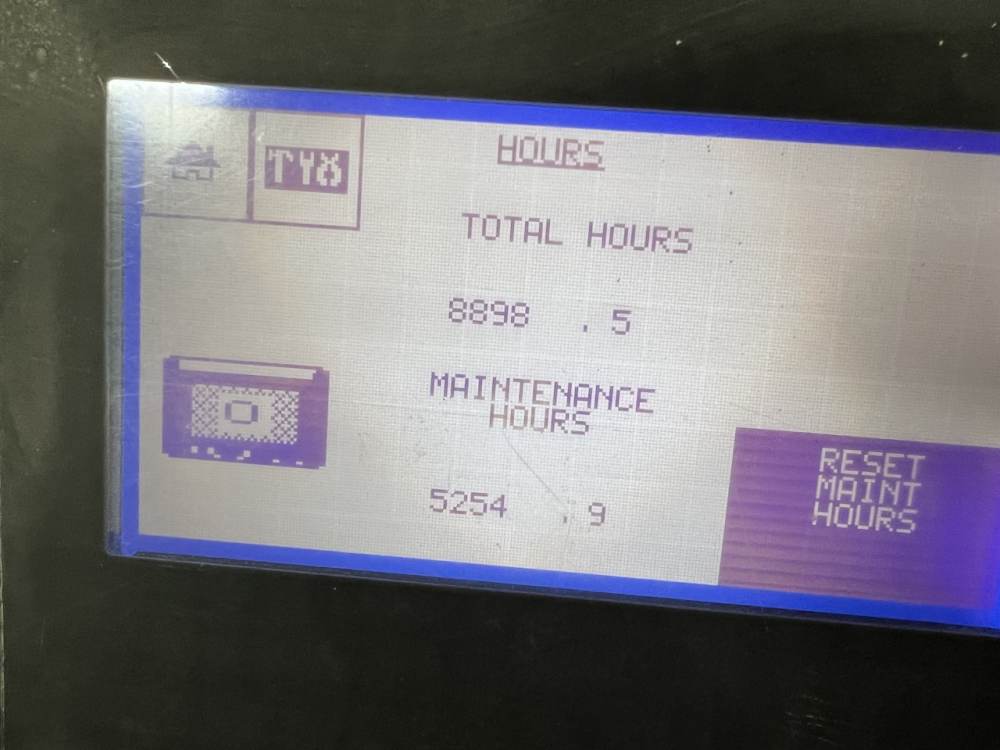 HOURS
TOTAL HOURS
8898 .5
MAINTENANCE
HOURS
5254 .9
RESET
MAINT
HOURS